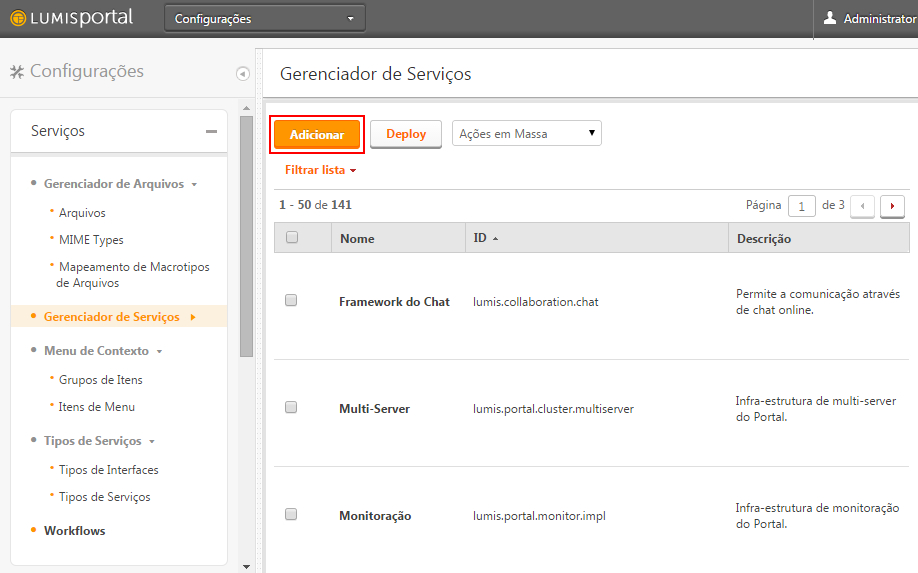 LUMISPORTAL
Configurações
Administrator
Configurações
Gerenciador de Serviços
Serviços
Gerenciador de Arquivos
Arquivos
MIME Types
Mapeamento de Macrotipos
de Arquivos
Gerenciador de Serviços
Menu de Contexto
Grupos de Itens
Itens de Menu
Tipos de Serviços
Tipos de Interfaces
Tipos de Serviços
Workflows
Adicionar
Deploy
Ações em Massa
Filtrar lista
1 - 50 de 141
Página 1 de 3
Nome ID Descrição
Framework do Chat lumis.collaboration.chat Permite a comunicação através
de chat online.
Multi-Server lumis.portal.cluster.multiserver Infra-estrutura de multi-server
do Portal.
Monitoração lumis.portal.monitor.impl Infra-estrutura de monitoração
do Portal.